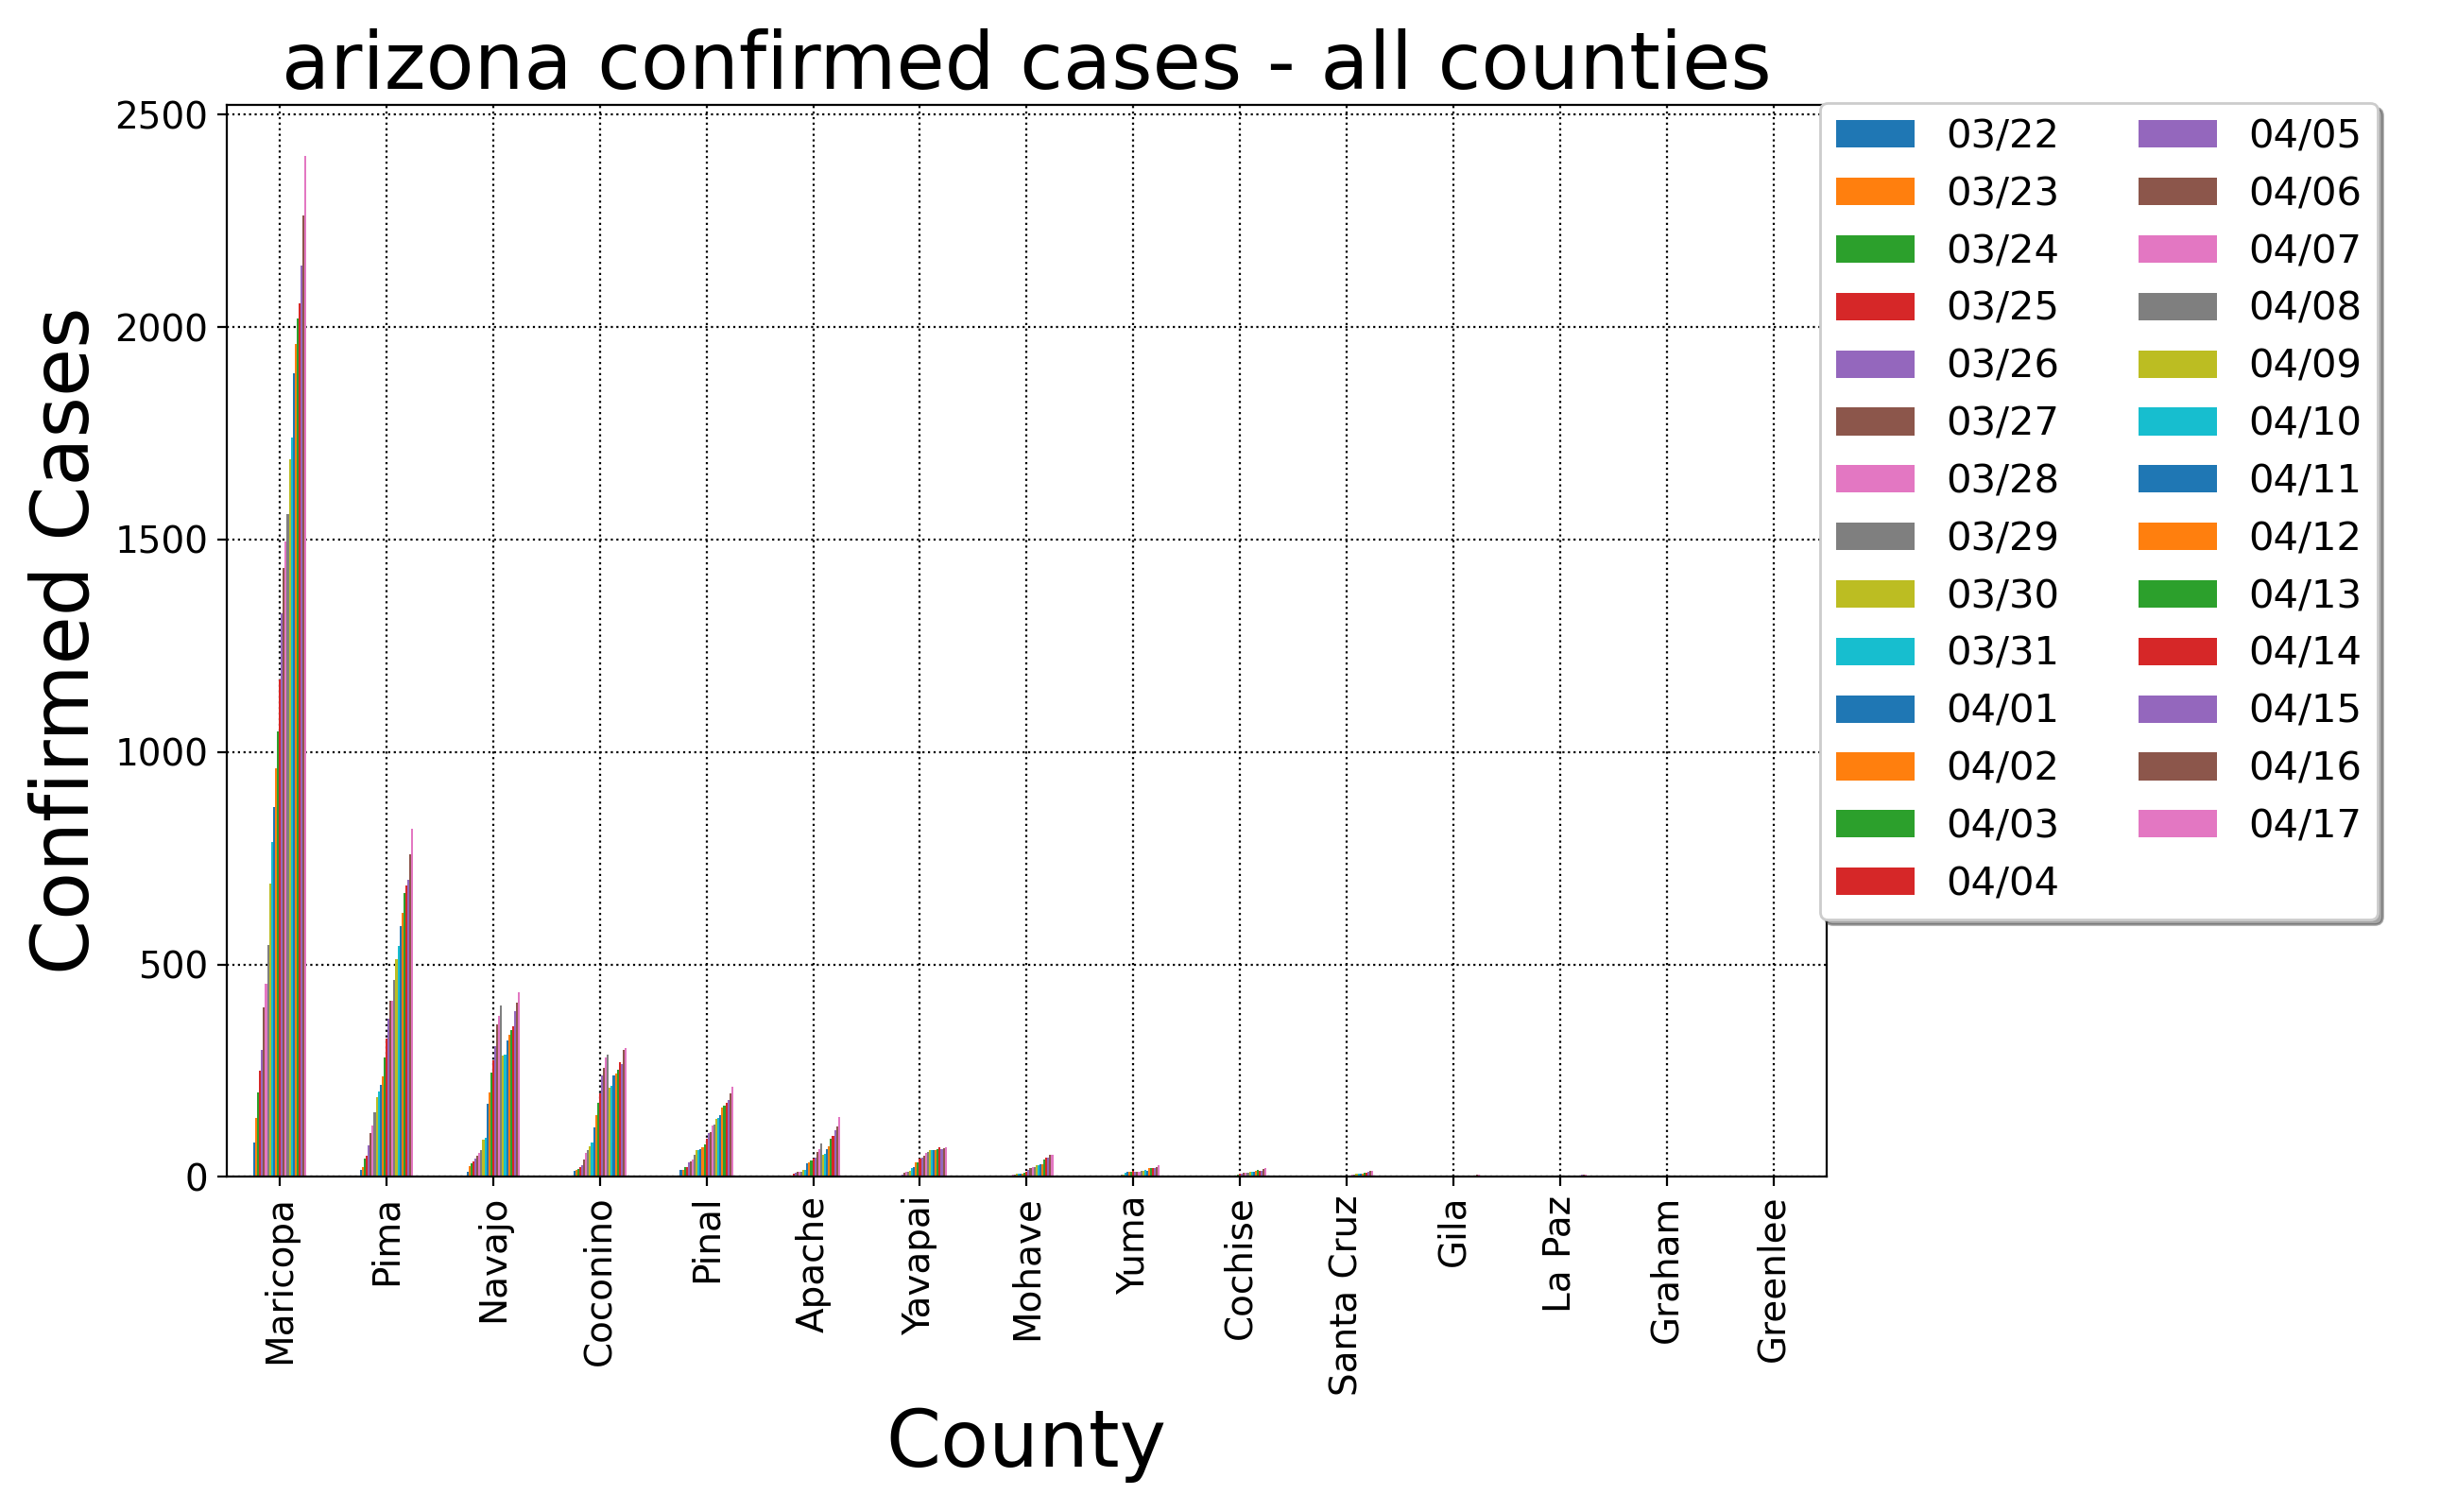 arizona confirmed cases - all counties
Confirmed Cases
2500
2000
1500
1000
500
0
Maricopa
Pima
Navajo
Coconino
Pinal
Apache
Yavapai
Mohave
Yuma
Cochise
Santa Cruz
Gila
La Paz
Graham
Greenlee
County
03/22
03/23
03/24
03/25
03/26
03/27
03/28
03/29
03/30
03/31
04/01
04/02
04/03
04/04
04/05
04/06
04/07
04/08
04/09
04/10
04/11
04/12
04/13
04/14
04/15
04/16
04/17